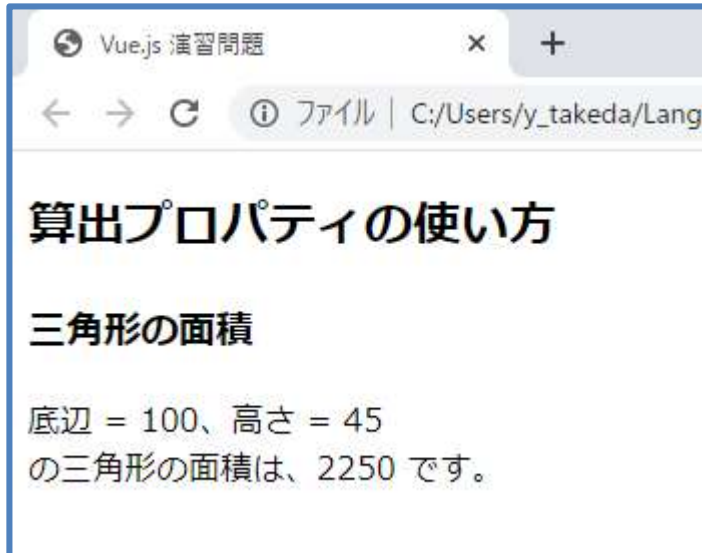 Vue.js 演習問題
ファイル | C:/Users/y_takeda/Lang
算出プロパティの使い方
三角形の面積
底辺 = 100、高さ = 45
の三角形の面積は、2250 です。